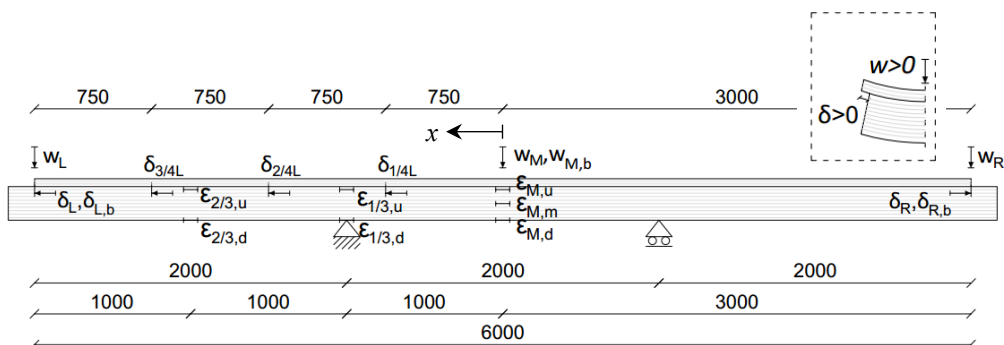 w>0
δ>0
750 750 750 750 3000
x
w_L δ_3/4L δ_2/4L δ_1/4L w_M,w_M,b w_R
δ_L,δ_L,b ε_2/3,u ε_1/3,u ε_M,u δ_R,δ_R,b
ε_M,m
ε_2/3,d ε_1/3,d ε_M,d
2000 2000 2000
1000 1000 1000 3000
6000